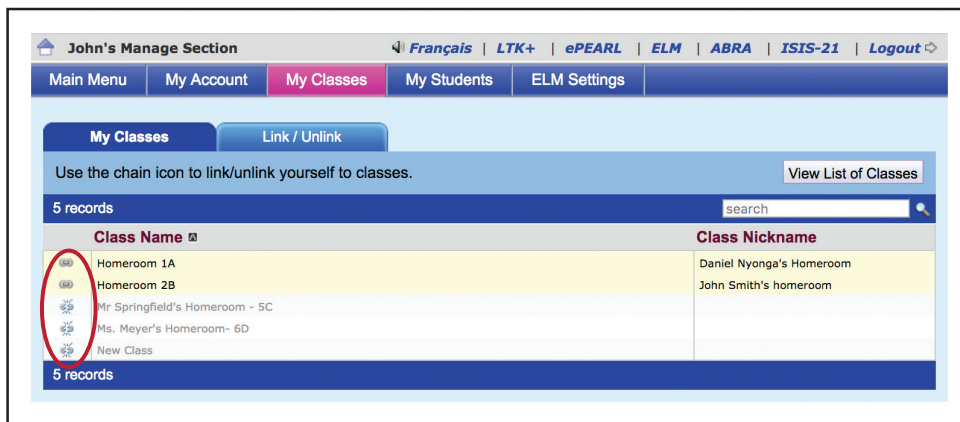 John's Manage Section Français | LTK+ | ePEARL | ELM | ABRA | ISIS-21 | Logout
Main Menu My Account My Classes My Students ELM Settings
My Classes Link / Unlink
Use the chain icon to link/unlink yourself to classes. View List of Classes
5 records search
Class Name Class Nickname
Homeroom 1A Daniel Nyonga's Homeroom
Homeroom 2B John Smith's homeroom
Mr Springfield's Homeroom - 5C
Ms. Meyer's Homeroom- 6D
New Class
5 records